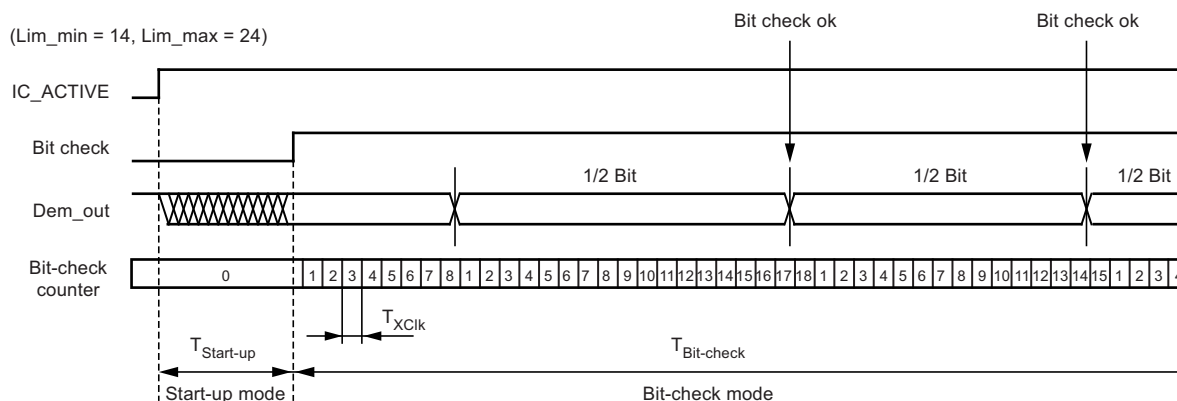 Bit check ok Bit check ok
(Lim_min = 14, Lim_max = 24)
IC_ACTIVE
Bit check
1/2 Bit 1/2 Bit 1/2 Bit
Dem_out
Bit-check
counter
0 1 2 3 4 5 6 7 8 1 2 3 4 5 6 7 8 9 10 11 12 13 14 15 16 17 18 1 2 3 4 5 6 7 8 9 10 11 12 13 14 15 1 2 3 4
T_XClk
T_Start-up T_Bit-check
Start-up mode Bit-check mode